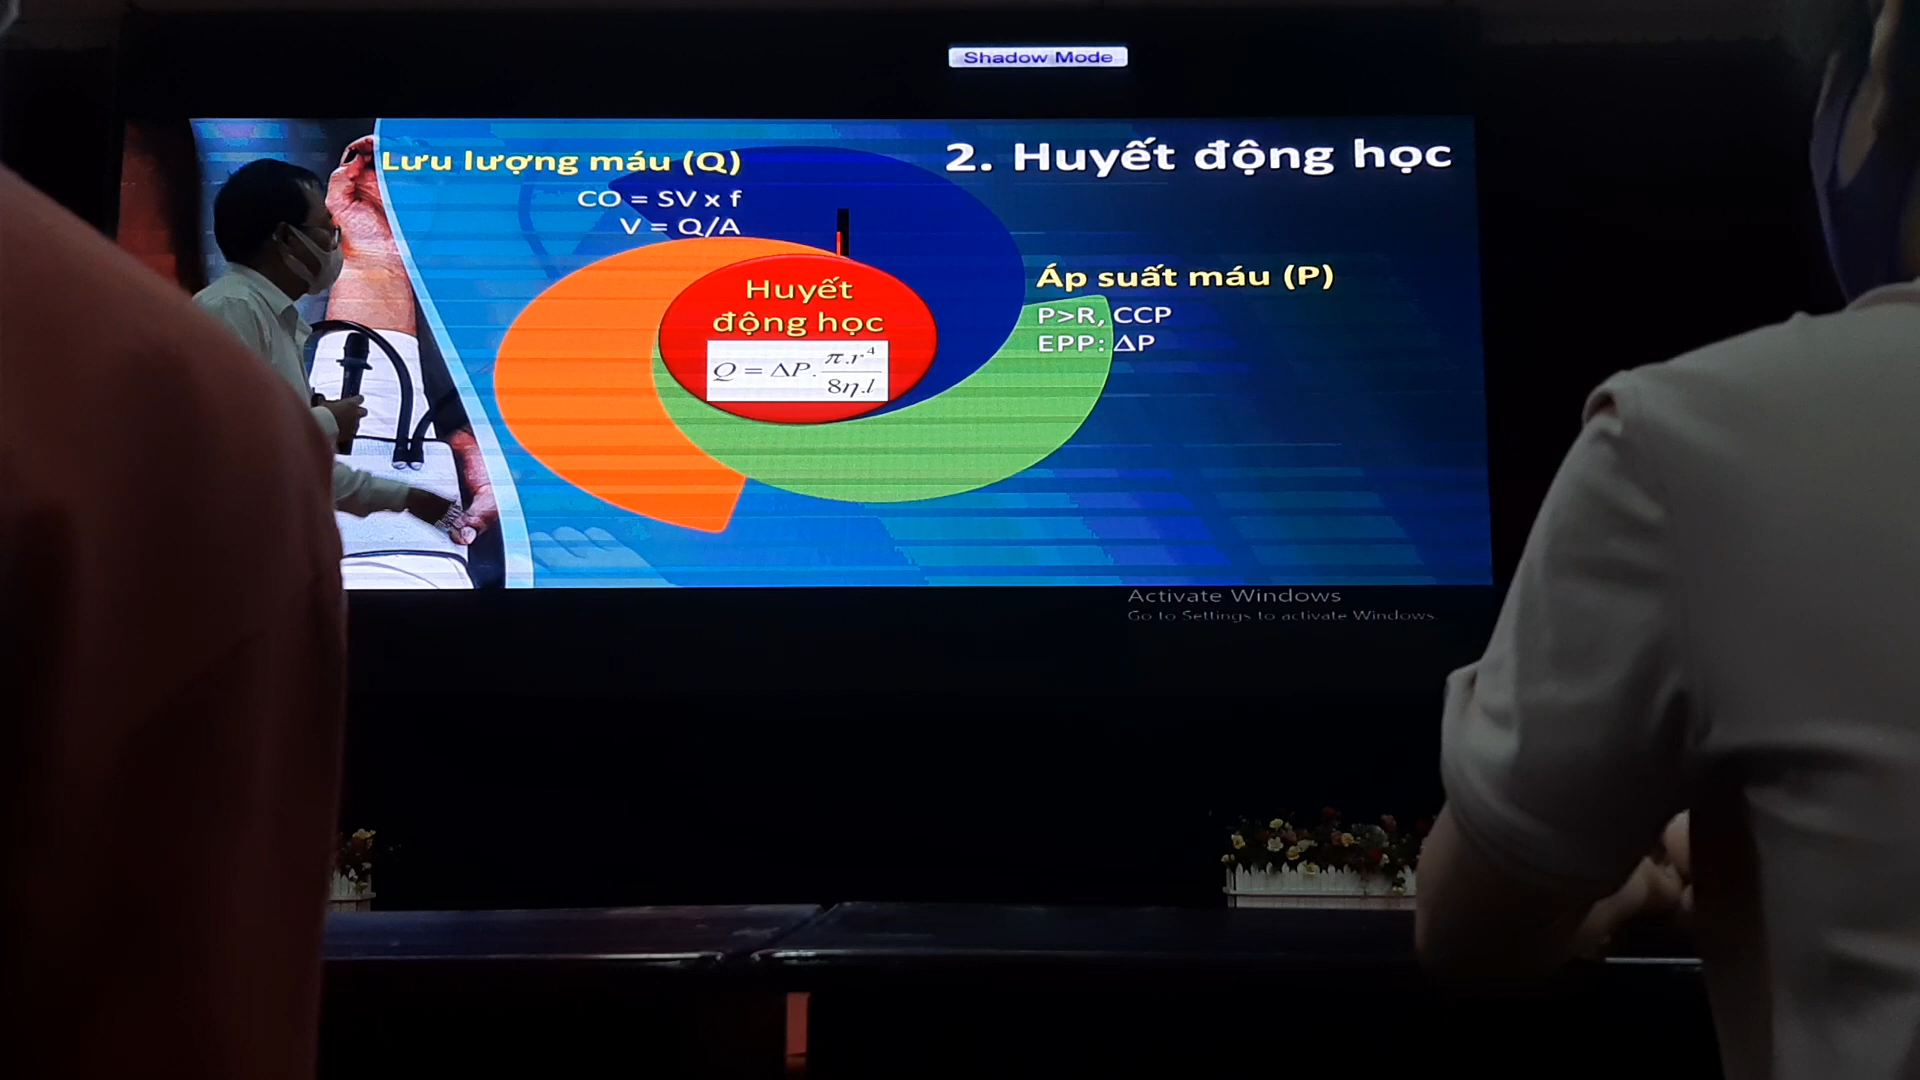 Shadow Mode
2. Huyết động học
Lưu lượng máu (Q)
CO = SV x f
V = Q/A
Áp suất máu (P)
P>R, CCP
EPP: ΔP
Huyết
động học
Q = ΔP. π.r⁴ / 8η.l
Activate Windows
Go to Settings to activate Windows.